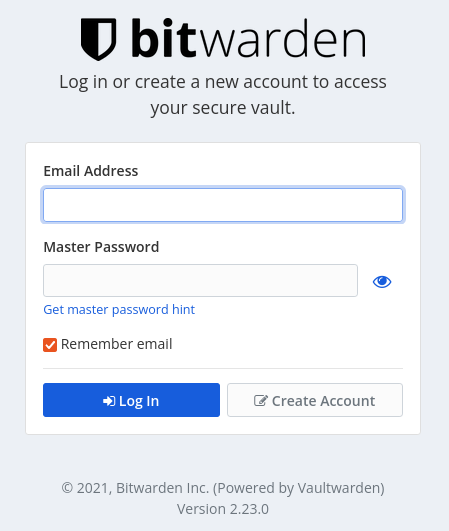 bitwarden
Log in or create a new account to access
your secure vault.
Email Address
Master Password
Get master password hint
Remember email
Log In
Create Account
© 2021, Bitwarden Inc. (Powered by Vaultwarden)
Version 2.23.0